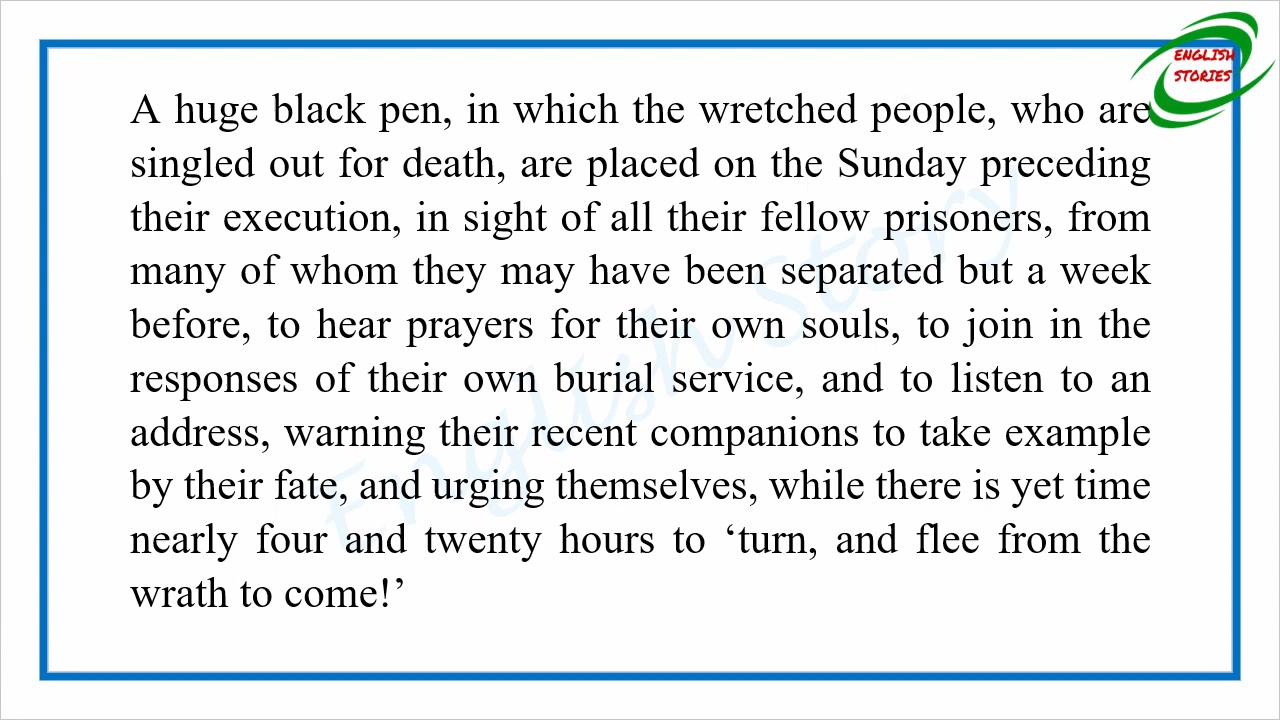 ENGLISH
STORIES
A huge black pen, in which the wretched people, who are
singled out for death, are placed on the Sunday preceding
their execution, in sight of all their fellow prisoners, from
many of whom they may have been separated but a week
before, to hear prayers for their own souls, to join in the
responses of their own burial service, and to listen to an
address, warning their recent companions to take example
by their fate, and urging themselves, while there is yet time
nearly four and twenty hours to ‘turn, and flee from the
wrath to come!’
English Story